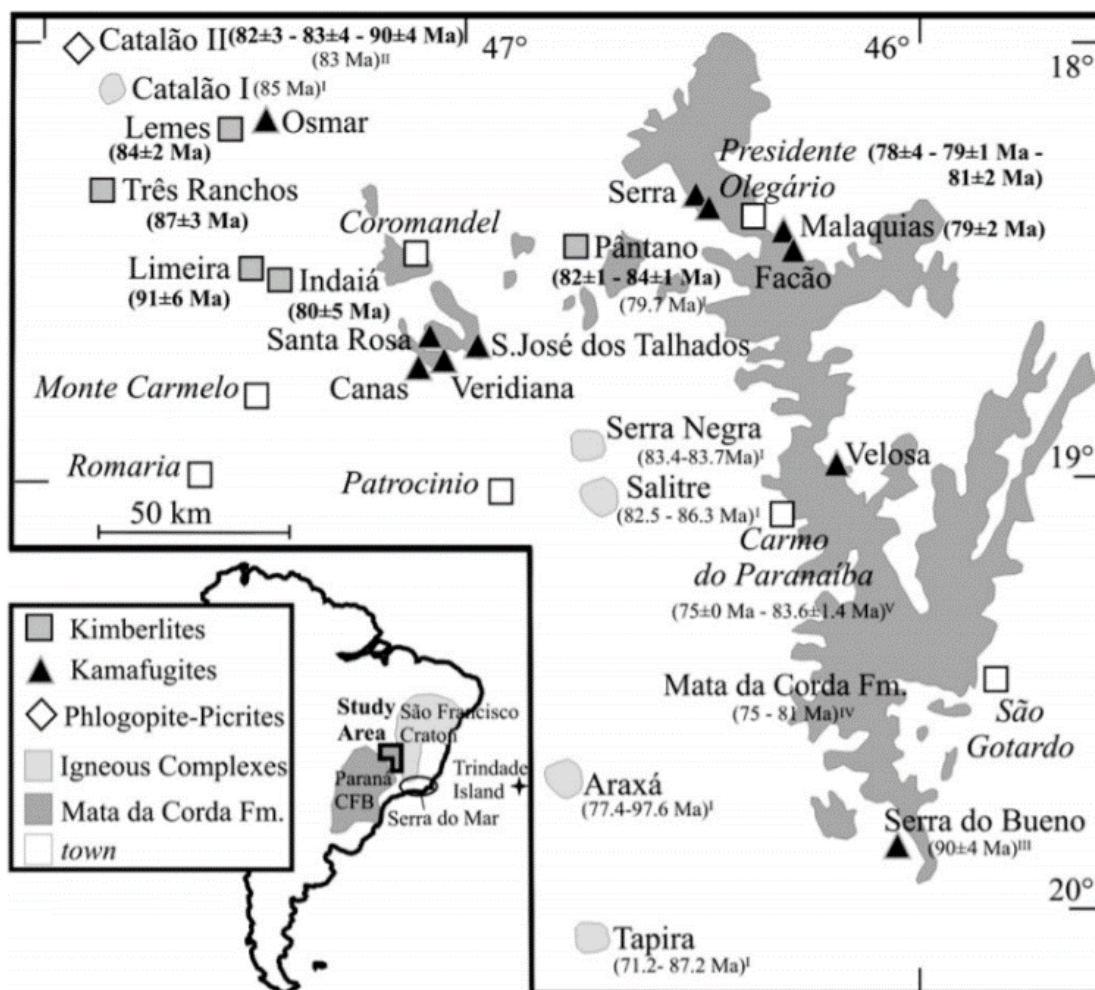 Catalão II(82±3 - 83±4 - 90±4 Ma)
(83 Ma)II
47°
46°
18°
Catalão I(85 Ma)I
Lemes
(84±2 Ma)
Osmar
Três Ranchos
(87±3 Ma)
Coromandel
Limeira
(91±6 Ma)
Indaiá
(80±5 Ma)
Serra
Presidente
Olegário
(78±4 - 79±1 Ma -
81±2 Ma)
Malaquias (79±2 Ma)
Facão
Pântano
(82±1 - 84±1 Ma)
(79.7 Ma)I
Santa Rosa
S.José dos Talhados
Canas
Veridiana
Monte Carmelo
Romaria
Patrocinio
50 km
Serra Negra
(83.4-83.7Ma)I
Salitre
(82.5 - 86.3 Ma)I
Velosa
19°
Carmo
do Paranaíba
(75±0 Ma - 83.6±1.4 Ma)V
Mata da Corda Fm.
(75 - 81 Ma)IV
São
Gotardo
Araxá
(77.4-97.6 Ma)I
Serra do Bueno
(90±4 Ma)III
20°
Tapira
(71.2- 87.2 Ma)I
Kimberlites
Kamafugites
Phlogopite-Picrites
Igneous Complexes
Mata da Corda Fm.
town
Study
Area
São Francisco
Craton
Paraná
CFB
Trindade
Island
Serra do Mar